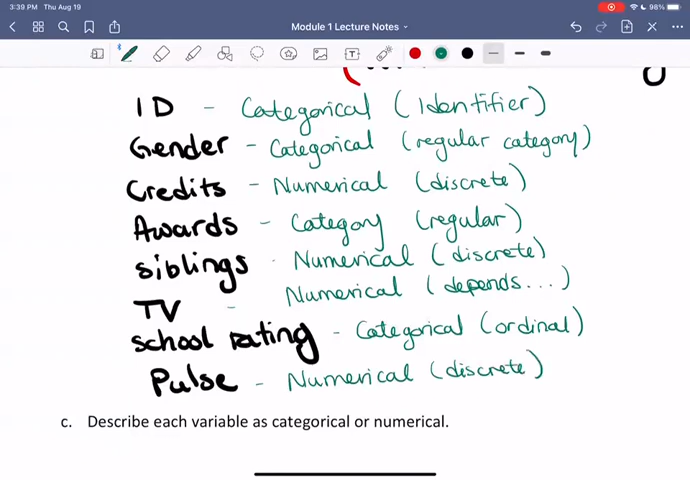 3:39 PM Thu Aug 19
98%
Module 1 Lecture Notes
ID - Categorical (Identifier)
Gender - Categorical (regular category)
Credits - Numerical (discrete)
Awards - Category (regular)
siblings - Numerical (discrete)
TV - Numerical (depends...)
school rating - Categorical (ordinal)
Pulse - Numerical (discrete)
c. Describe each variable as categorical or numerical.